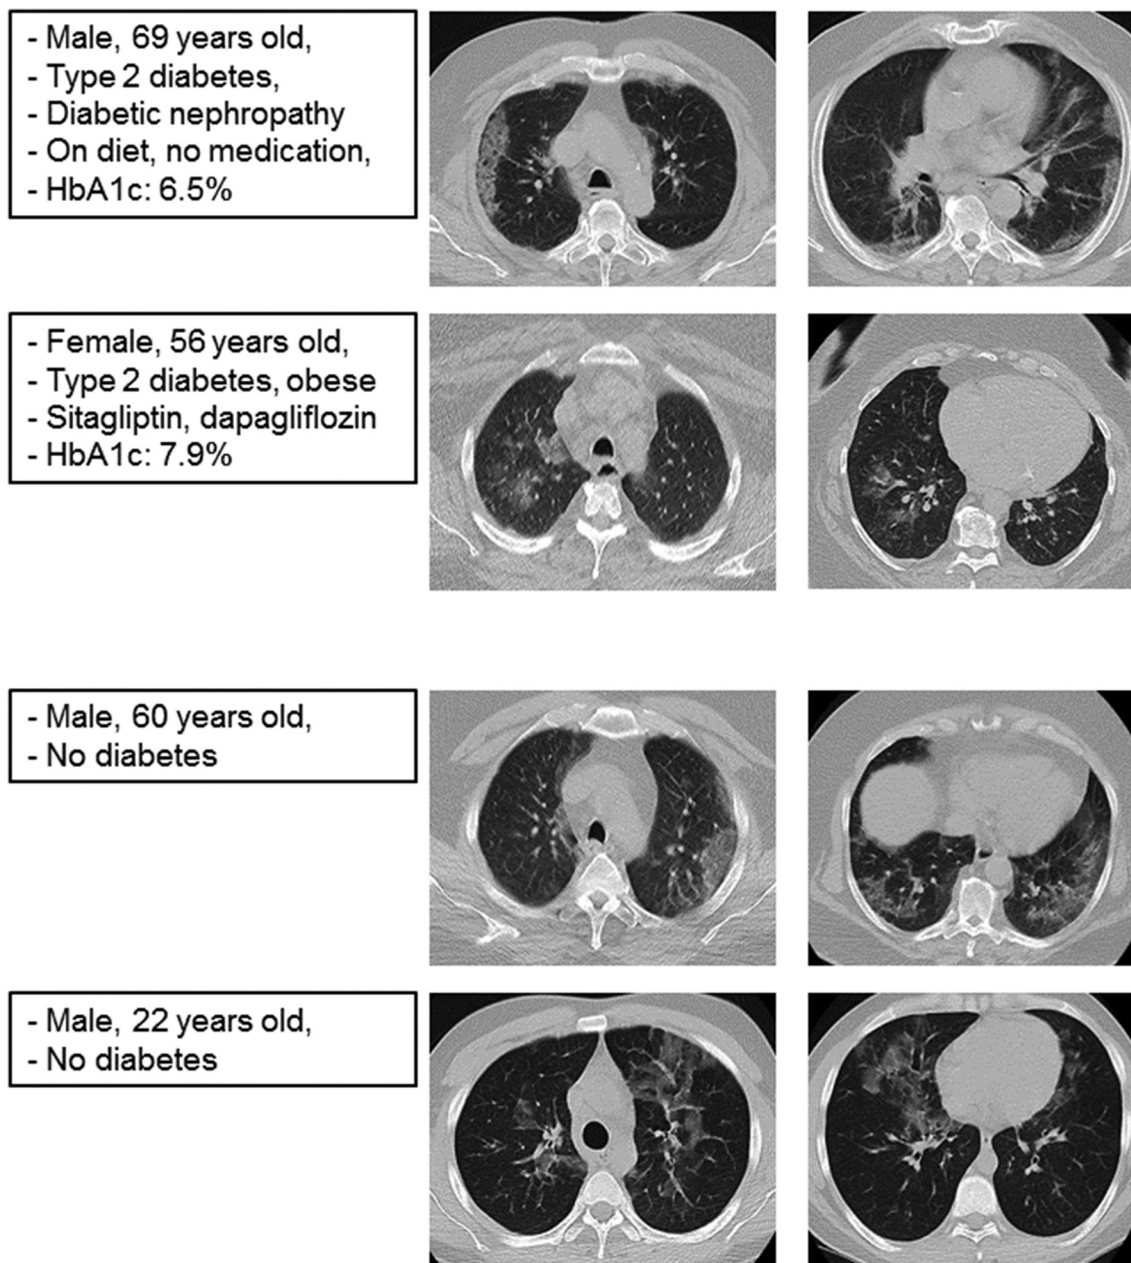 - Male, 69 years old,
- Type 2 diabetes,
- Diabetic nephropathy
- On diet, no medication,
- HbA1c: 6.5%
- Female, 56 years old,
- Type 2 diabetes, obese
- Sitagliptin, dapagliflozin
- HbA1c: 7.9%
- Male, 60 years old,
- No diabetes
- Male, 22 years old,
- No diabetes